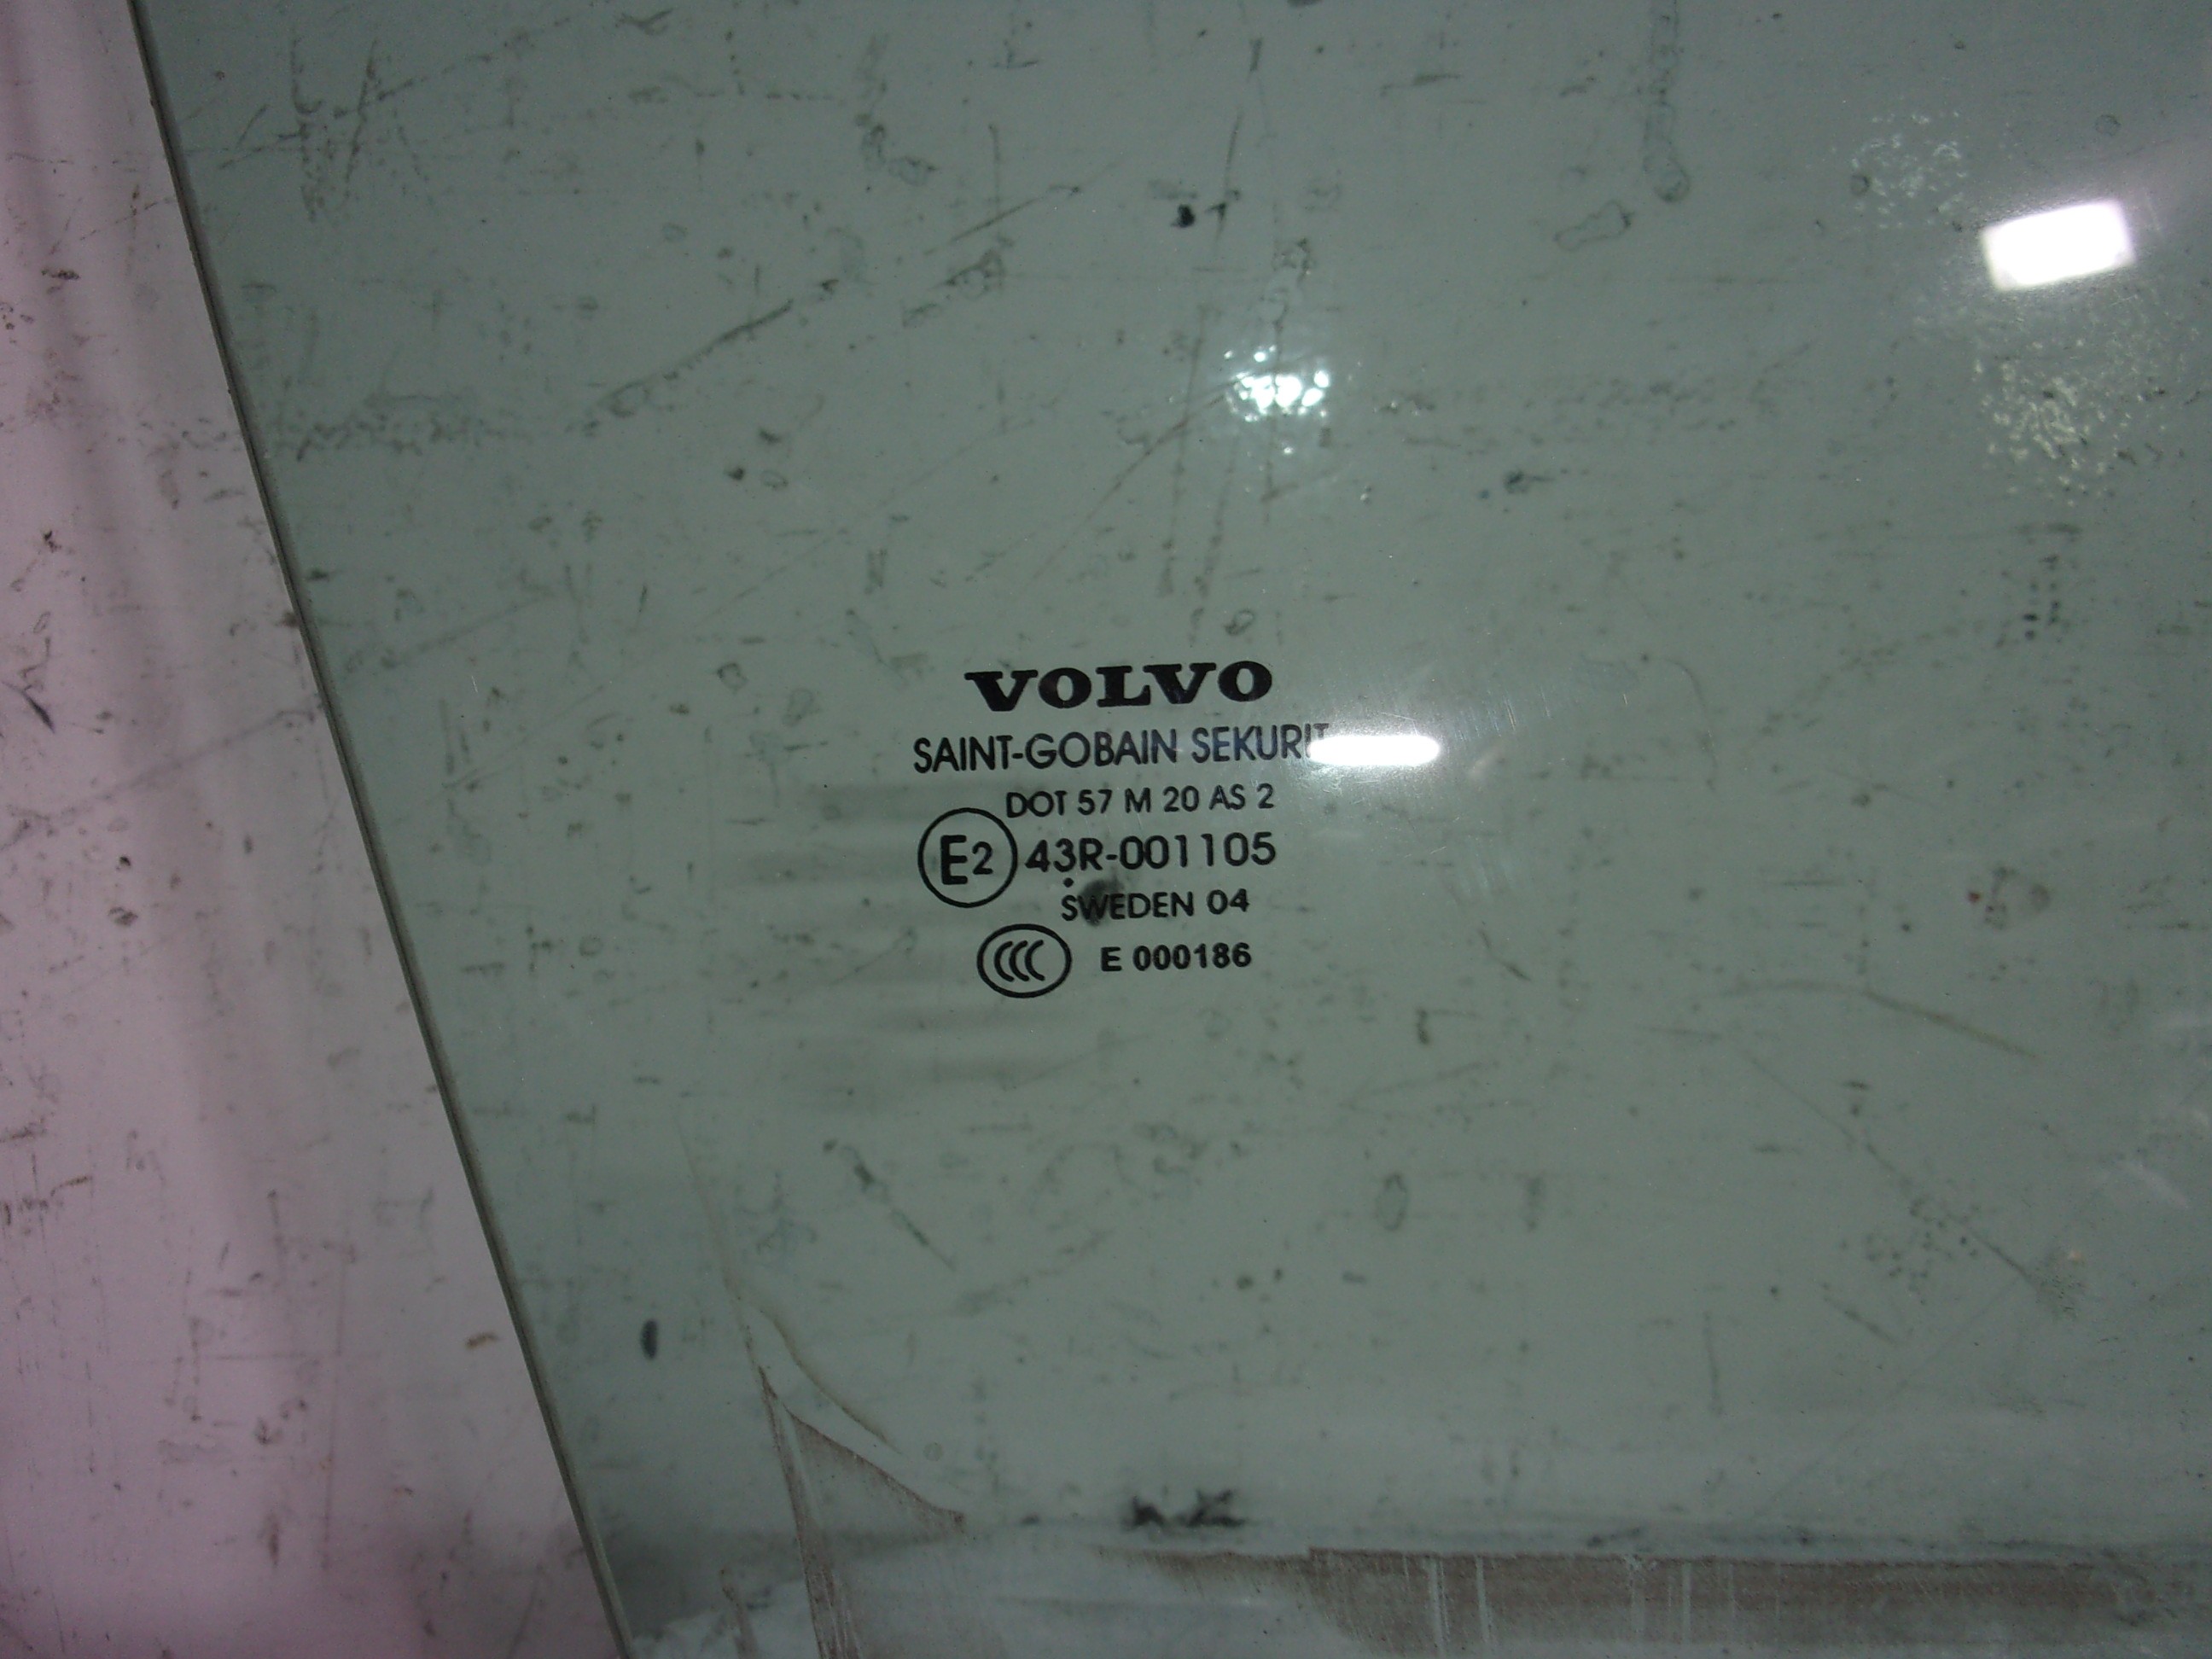 VOLVO
SAINT-GOBAIN SEKURIT
DOT 57 M 20 AS 2
E2 43R-001105
SWEDEN 04
CCC E 000186